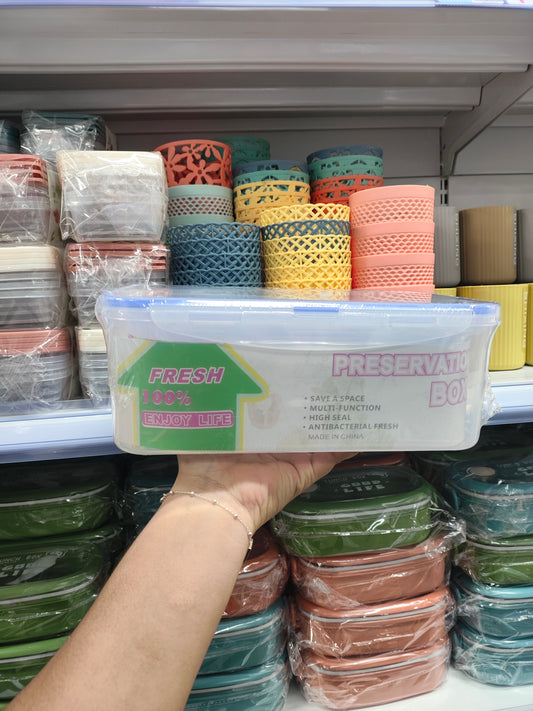 FRESH
100%
ENJOY LIFE
PRESERVATIO
BOX
• SAVE A SPACE
• MULTI-FUNCTION
• HIGH SEAL
• ANTIBACTERIAL FRESH
MADE IN CHINA